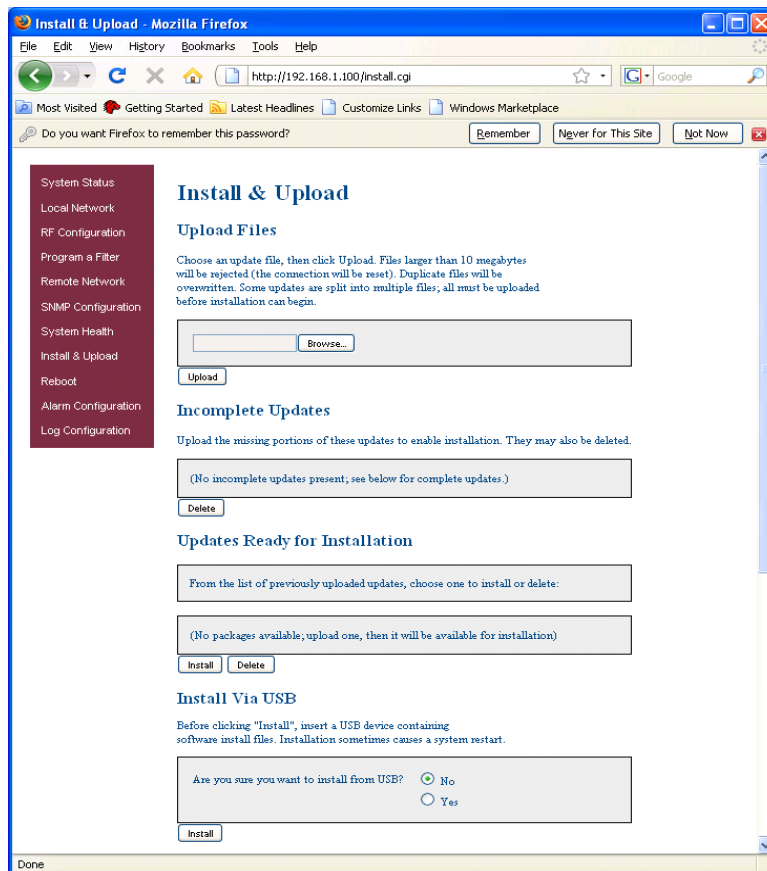 Install & Upload - Mozilla Firefox
File Edit View History Bookmarks Tools Help
http://192.168.1.100/install.cgi
G Google
Most Visited Getting Started Latest Headlines Customize Links Windows Marketplace
Do you want Firefox to remember this password? Remember Never for This Site Not Now
System Status
Local Network
RF Configuration
Program a Filter
Remote Network
SNMP Configuration
System Health
Install & Upload
Reboot
Alarm Configuration
Log Configuration
Install & Upload
Upload Files
Choose an update file, then click Upload. Files larger than 10 megabytes
will be rejected (the connection will be reset). Duplicate files will be
overwritten. Some updates are split into multiple files; all must be uploaded
before installation can begin.
Browse...
Upload
Incomplete Updates
Upload the missing portions of these updates to enable installation. They may also be deleted.
(No incomplete updates present; see below for complete updates.)
Delete
Updates Ready for Installation
From the list of previously uploaded updates, choose one to install or delete:
(No packages available; upload one, then it will be available for installation)
Install Delete
Install Via USB
Before clicking "Install", insert a USB device containing
software install files. Installation sometimes causes a system restart.
Are you sure you want to install from USB? No
Yes
Install
Done